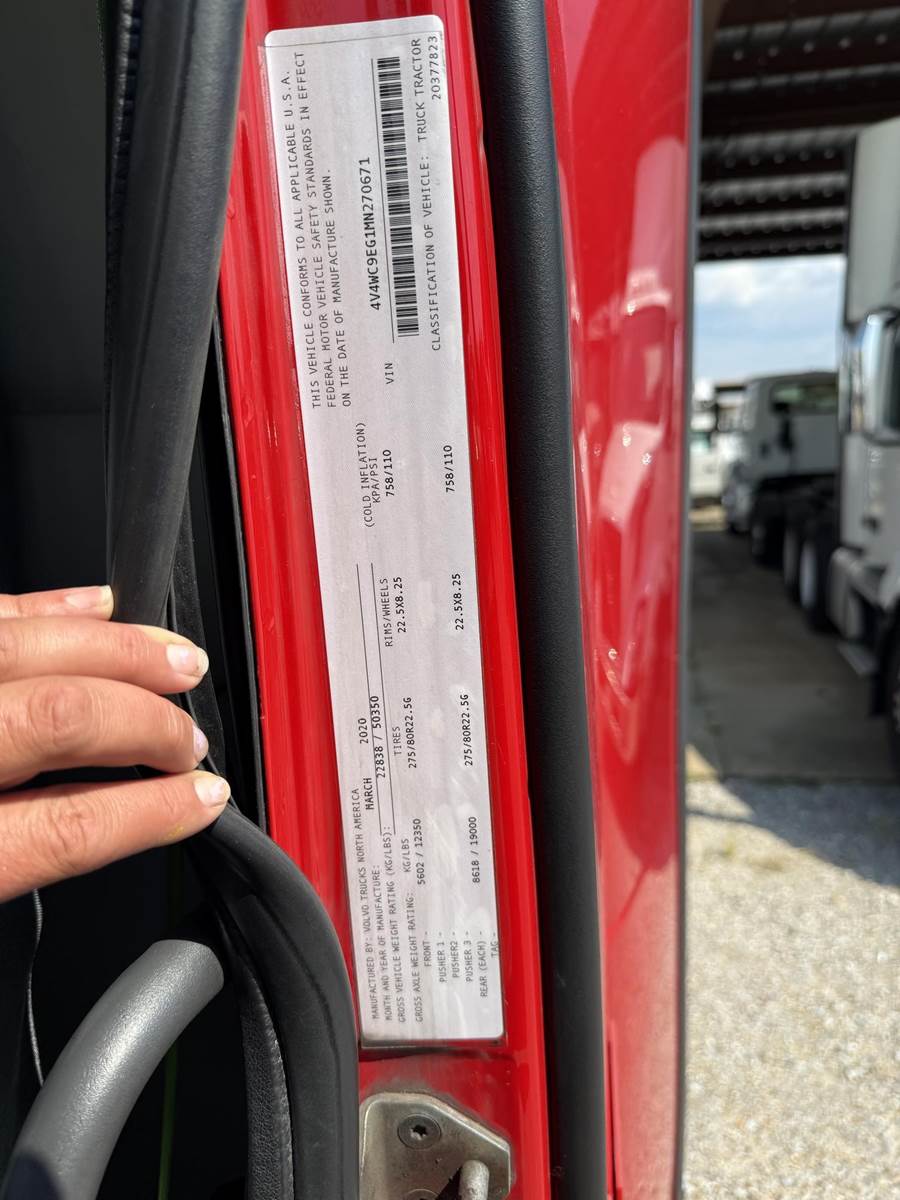 MANUFACTURED BY: VOLVO TRUCKS NORTH AMERICA
MONTH AND YEAR OF MANUFACTURE: MARCH 2020
GROSS VEHICLE WEIGHT RATING (KG/LBS): 22838 / 50350
GROSS AXLE WEIGHT RATING: KG/LBS TIRES RIMS/WHEELS (COLD INFLATION) KPA/PSI
FRONT - 5602 / 12350 275/80R22.5G 22.5X8.25 758/110
PUSHER 1 -
PUSHER2 -
PUSHER 3 -
REAR (EACH) - 8618 / 19000 275/80R22.5G 22.5X8.25 758/110
TAG -
THIS VEHICLE CONFORMS TO ALL APPLICABLE U.S.A.
FEDERAL MOTOR VEHICLE SAFETY STANDARDS IN EFFECT
ON THE DATE OF MANUFACTURE SHOWN.
VIN 4V4WC9EG1MN270671
CLASSIFICATION OF VEHICLE: TRUCK TRACTOR
20377823